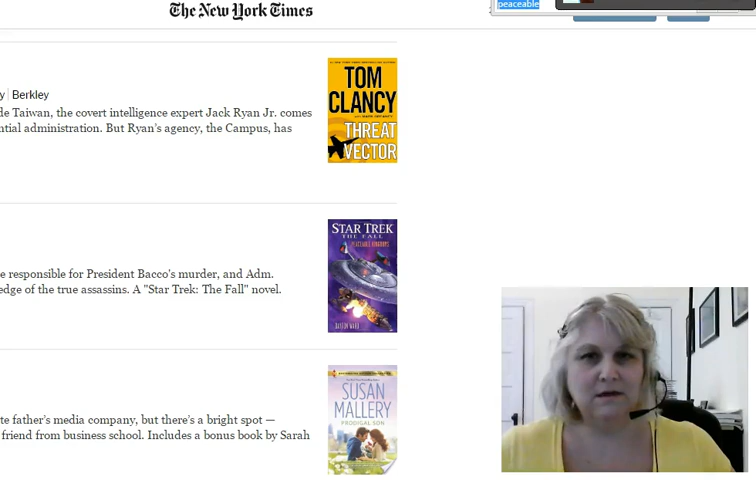 The New York Times
peaceable
y | Berkley
de Taiwan, the covert intelligence expert Jack Ryan Jr. comes
ntial administration. But Ryan's agency, the Campus, has
TOM
CLANCY
THREAT
VECTOR
STAR TREK
THE FALL
PEACEABLE KINGDOMS
DAYTON WARD
e responsible for President Bacco's murder, and Adm.
edge of the true assassins. A "Star Trek: The Fall" novel.
SUSAN
MALLERY
PRODIGAL SON
te father's media company, but there's a bright spot —
friend from business school. Includes a bonus book by Sarah